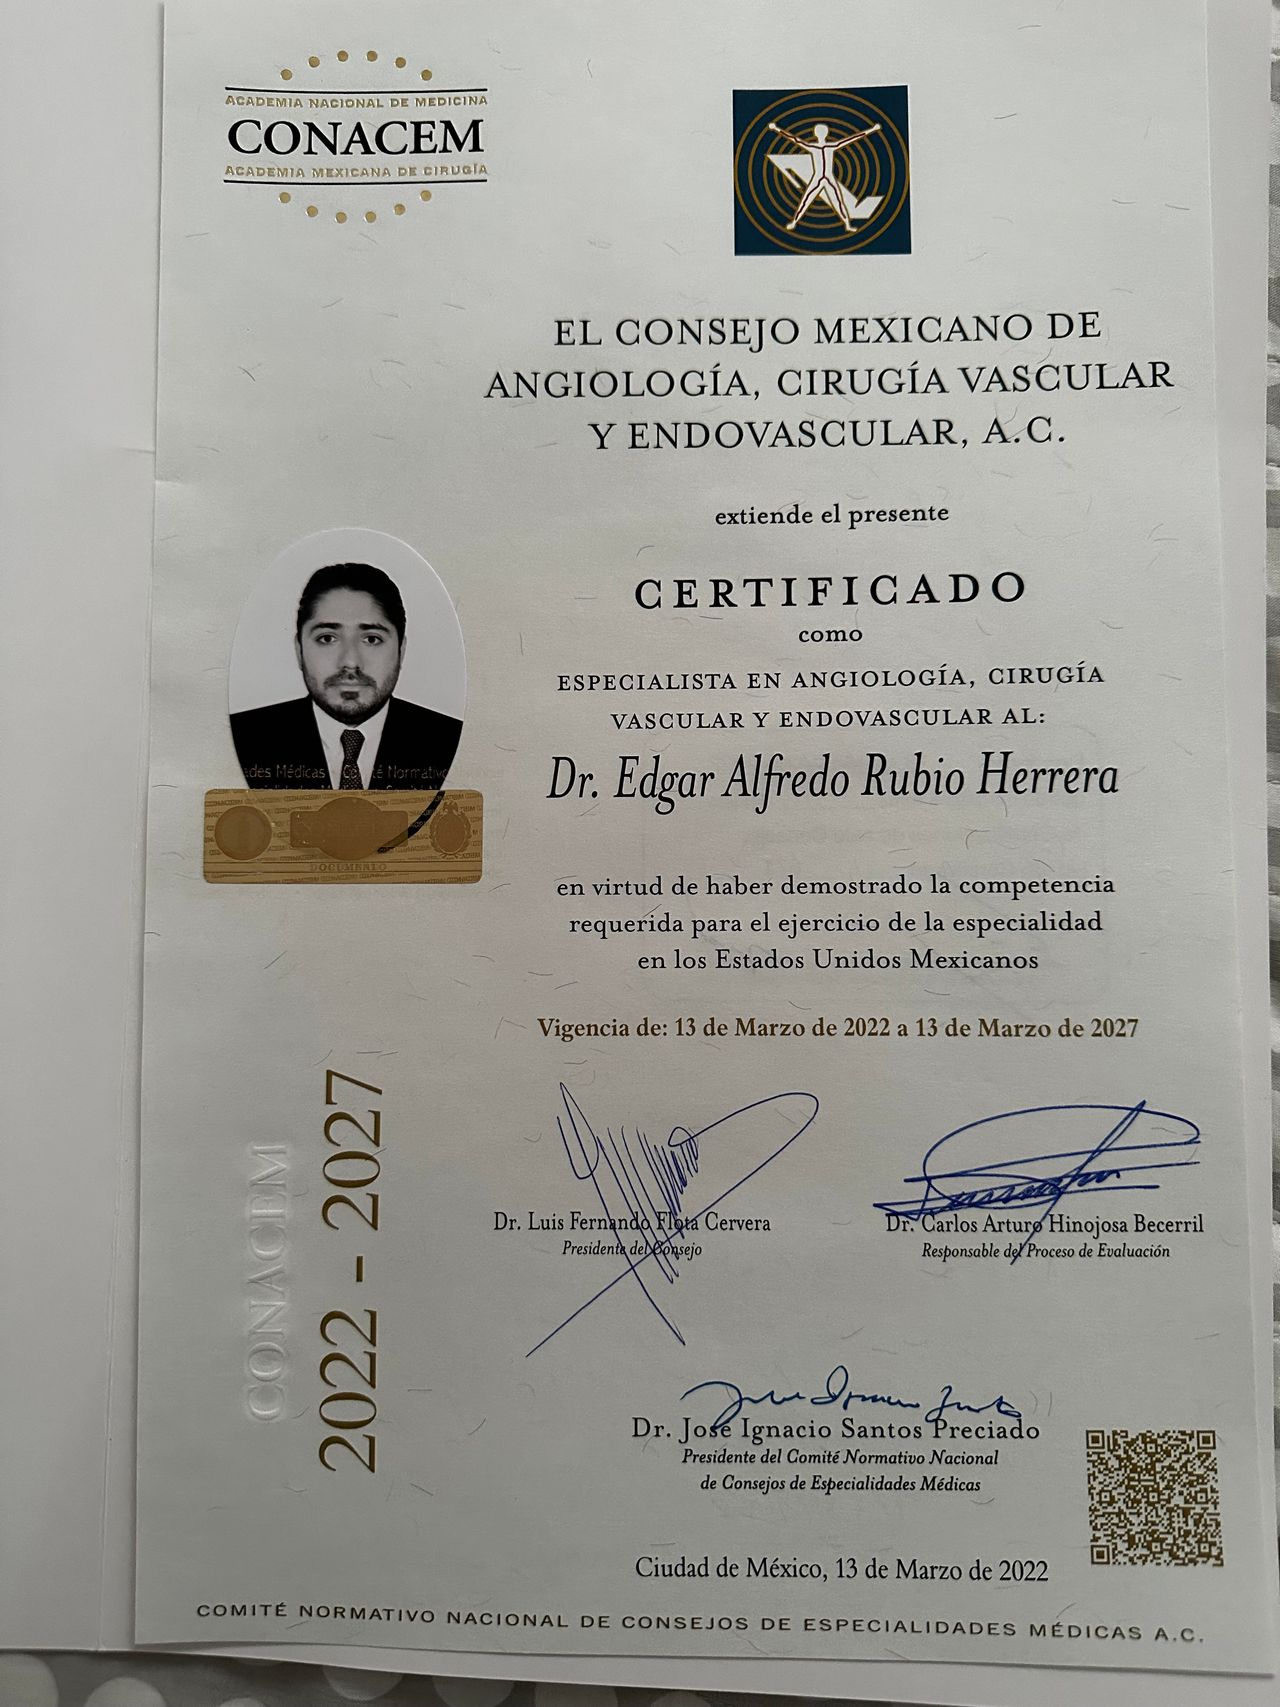 ACADEMIA NACIONAL DE MEDICINA
CONACEM
ACADEMIA MEXICANA DE CIRUGÍA
EL CONSEJO MEXICANO DE
ANGIOLOGÍA, CIRUGÍA VASCULAR
Y ENDOVASCULAR, A.C.
extiende el presente
CERTIFICADO
como
ESPECIALISTA EN ANGIOLOGÍA, CIRUGÍA
VASCULAR Y ENDOVASCULAR AL:
Dr. Edgar Alfredo Rubio Herrera
des Médicas Comité Normativo
DOCUMENTO
en virtud de haber demostrado la competencia
requerida para el ejercicio de la especialidad
en los Estados Unidos Mexicanos
Vigencia de: 13 de Marzo de 2022 a 13 de Marzo de 2027
CONACEM
2022 - 2027
Dr. Luis Fernando Flota Cervera
Presidente del Consejo
Dr. Carlos Arturo Hinojosa Becerril
Responsable del Proceso de Evaluación
Dr. José Ignacio Santos Preciado
Presidente del Comité Normativo Nacional
de Consejos de Especialidades Médicas
Ciudad de México, 13 de Marzo de 2022
COMITÉ NORMATIVO NACIONAL DE CONSEJOS DE ESPECIALIDADES MÉDICAS A.C.